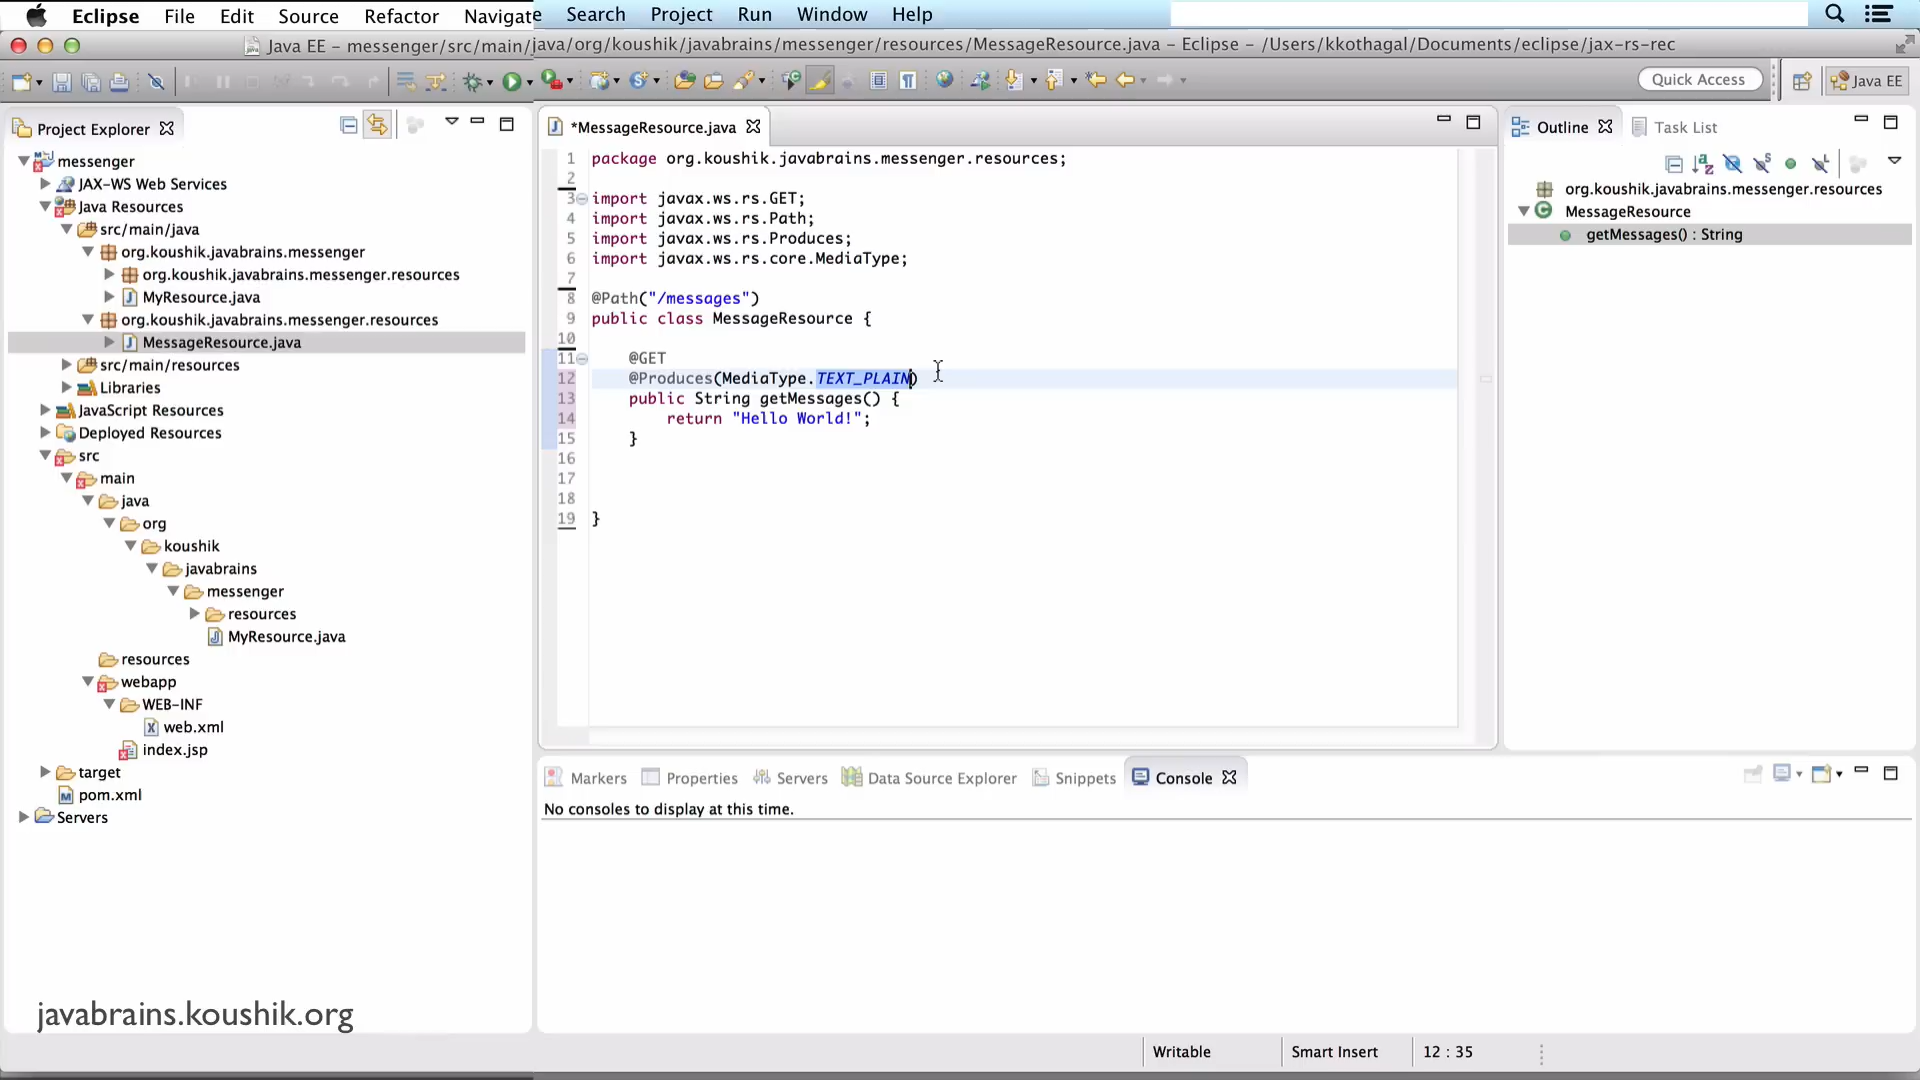 Eclipse File Edit Source Refactor Navigate Search Project Run Window Help
Java EE – messenger/src/main/java/org/koushik/javabrains/messenger/resources/MessageResource.java – Eclipse – /Users/kkothagal/Documents/eclipse/jax-rs-rec
Quick Access
Java EE
Project Explorer
messenger
JAX-WS Web Services
Java Resources
src/main/java
org.koushik.javabrains.messenger
org.koushik.javabrains.messenger.resources
MyResource.java
org.koushik.javabrains.messenger.resources
MessageResource.java
src/main/resources
Libraries
JavaScript Resources
Deployed Resources
src
main
java
org
koushik
javabrains
messenger
resources
MyResource.java
resources
webapp
WEB-INF
web.xml
index.jsp
target
pom.xml
Servers
javabrains.koushik.org
*MessageResource.java
1 package org.koushik.javabrains.messenger.resources;
2
3 import javax.ws.rs.GET;
4 import javax.ws.rs.Path;
5 import javax.ws.rs.Produces;
6 import javax.ws.rs.core.MediaType;
7
8 @Path("/messages")
9 public class MessageResource {
10
11 @GET
12 @Produces(MediaType.TEXT_PLAIN)
13 public String getMessages() {
14 return "Hello World!";
15 }
16
17
18
19 }
Outline
Task List
org.koushik.javabrains.messenger.resources
MessageResource
getMessages() : String
Markers Properties Servers Data Source Explorer Snippets Console
No consoles to display at this time.
Writable Smart Insert 12 : 35